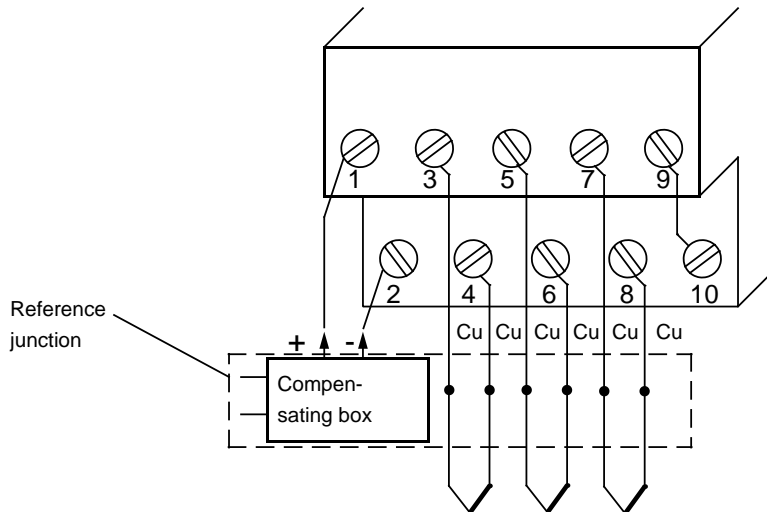 1 3 5 7 9
2 4 6 8 10
Reference
junction
+ -
Cu Cu Cu Cu Cu Cu
Compen-
sating box